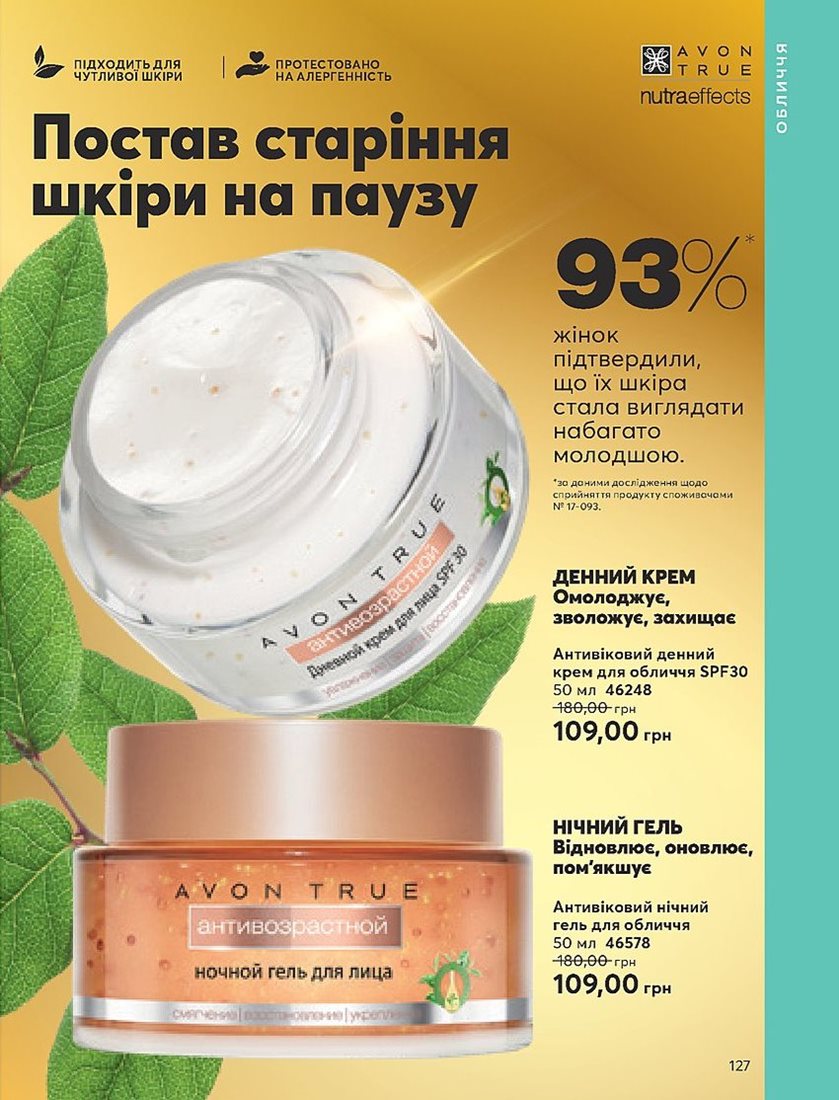 ПІДХОДИТЬ ДЛЯ
ЧУТЛИВОЇ ШКІРИ
ПРОТЕСТОВАНО
НА АЛЕРГЕННІСТЬ
AVON
TRUE
nutraeffects
ОБЛИЧЧЯ
Постав старіння
шкіри на паузу
93%*
жінок
підтвердили,
що їх шкіра
стала виглядати
набагато
молодшою.
*за даними дослідження щодо
сприйняття продукту споживачами
№ 17-093.
AVON TRUE
антивозрастной
Дневной крем для лица SPF 30
увлажнение | защита | восстановление
ДЕННИЙ КРЕМ
Омолоджує,
зволожує, захищає
Антивіковий денний
крем для обличчя SPF30
50 мл 46248
180,00 грн
109,00 грн
НІЧНИЙ ГЕЛЬ
Відновлює, оновлює,
пом’якшує
Антивіковий нічний
гель для обличчя
50 мл 46578
180,00 грн
109,00 грн
AVON TRUE
антивозрастной
ночной гель для лица
смягчение | восстановление | укрепление
127